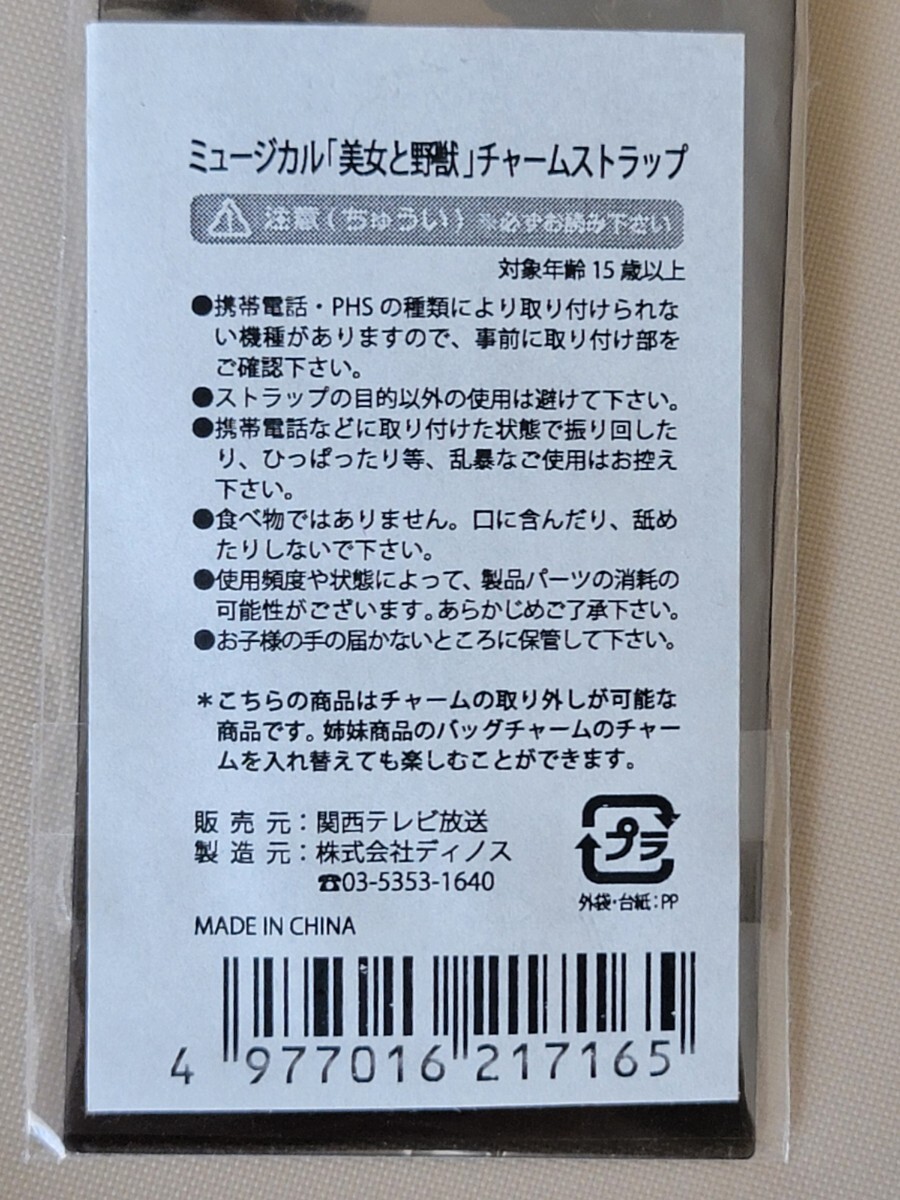 ミュージカル「美女と野獣」チャームストラップ
注意(ちゅうい)※必ずお読み下さい
対象年齢15歳以上
●携帯電話・PHSの種類により取り付けられな
い機種がありますので、事前に取り付け部を
ご確認下さい。
●ストラップの目的以外の使用は避けて下さい。
●携帯電話などに取り付けた状態で振り回した
り、ひっぱったり等、乱暴なご使用はお控え
下さい。
●食べ物ではありません。口に含んだり、舐め
たりしないで下さい。
●使用頻度や状態によって、製品パーツの消耗の
可能性がございます。あらかじめご了承下さい。
●お子様の手の届かないところに保管して下さい。
＊こちらの商品はチャームの取り外しが可能な
商品です。姉妹商品のバッグチャームのチャー
ムを入れ替えても楽しむことができます。
販売元：関西テレビ放送
製造元：株式会社ディノス
☎03-5353-1640
プラ
外袋・台紙：PP
MADE IN CHINA
4 977016 217165